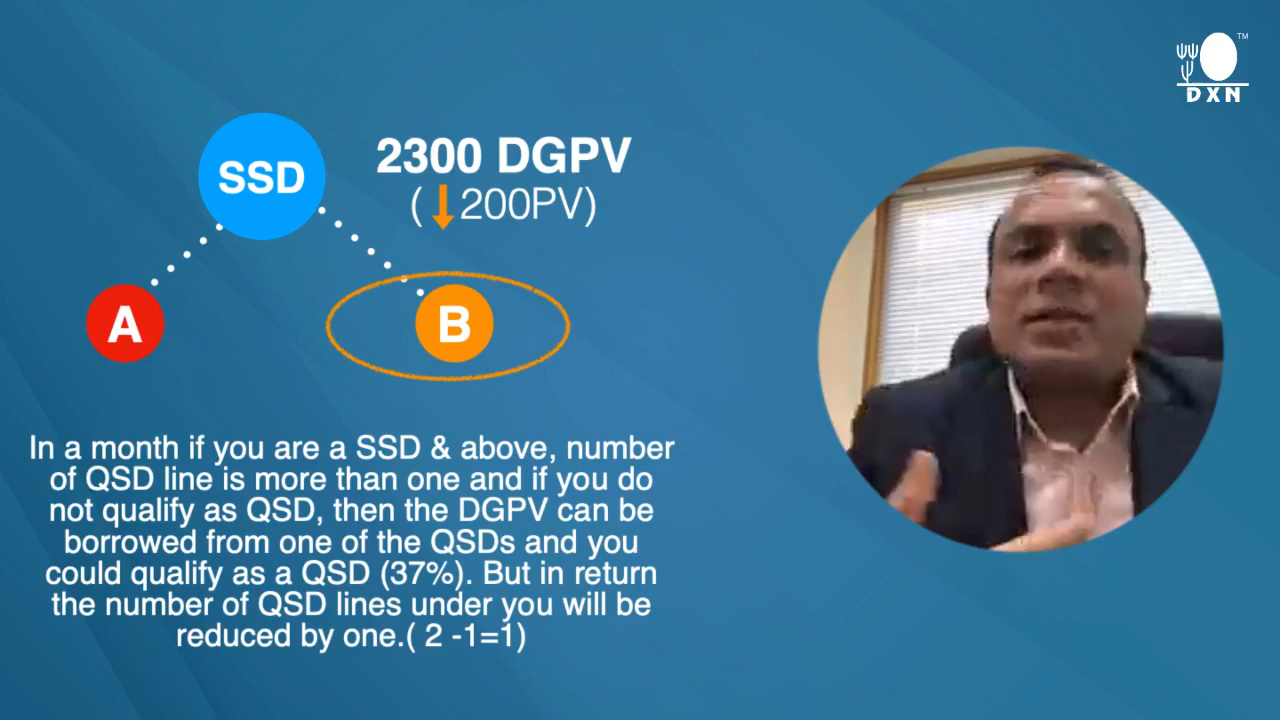 DXN
TM
SSD
2300 DGPV
(200PV)
A
B
In a month if you are a SSD & above, number
of QSD line is more than one and if you do
not qualify as QSD, then the DGPV can be
borrowed from one of the QSDs and you
could qualify as a QSD (37%). But in return
the number of QSD lines under you will be
reduced by one.( 2 -1=1)